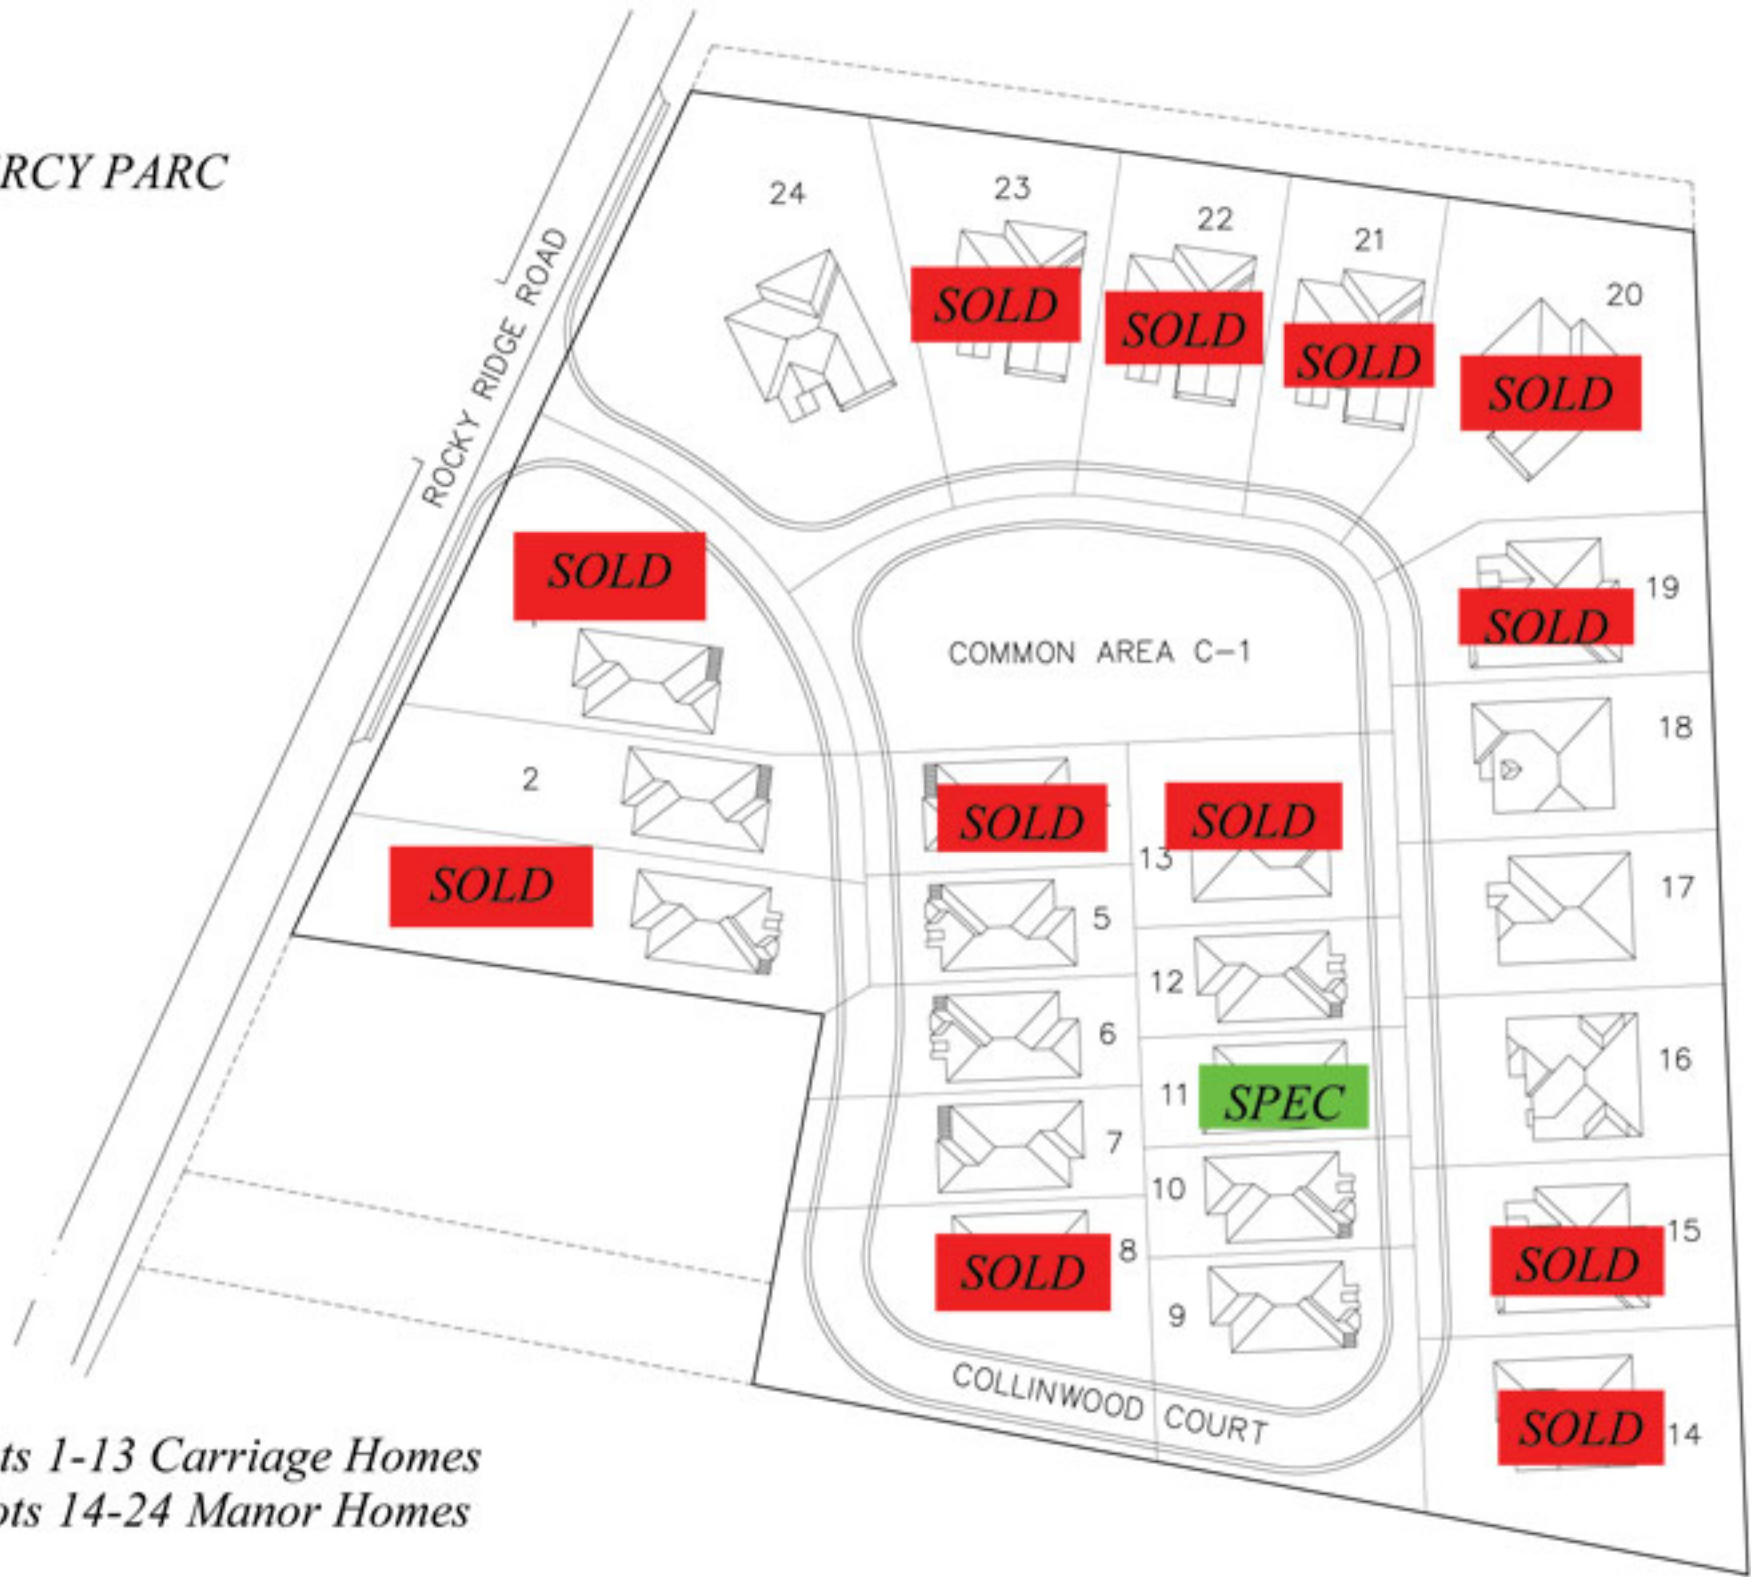 RCY PARC
ROCKY RIDGE ROAD
24
23
SOLD
22
SOLD
21
SOLD
20
SOLD
SOLD
19
SOLD
COMMON AREA C-1
18
2
SOLD
SOLD
13
SOLD
17
5
12
6
16
11
SPEC
7
10
15
SOLD
8
SOLD
9
COLLINWOOD COURT
14
SOLD
ts 1-13 Carriage Homes
ots 14-24 Manor Homes